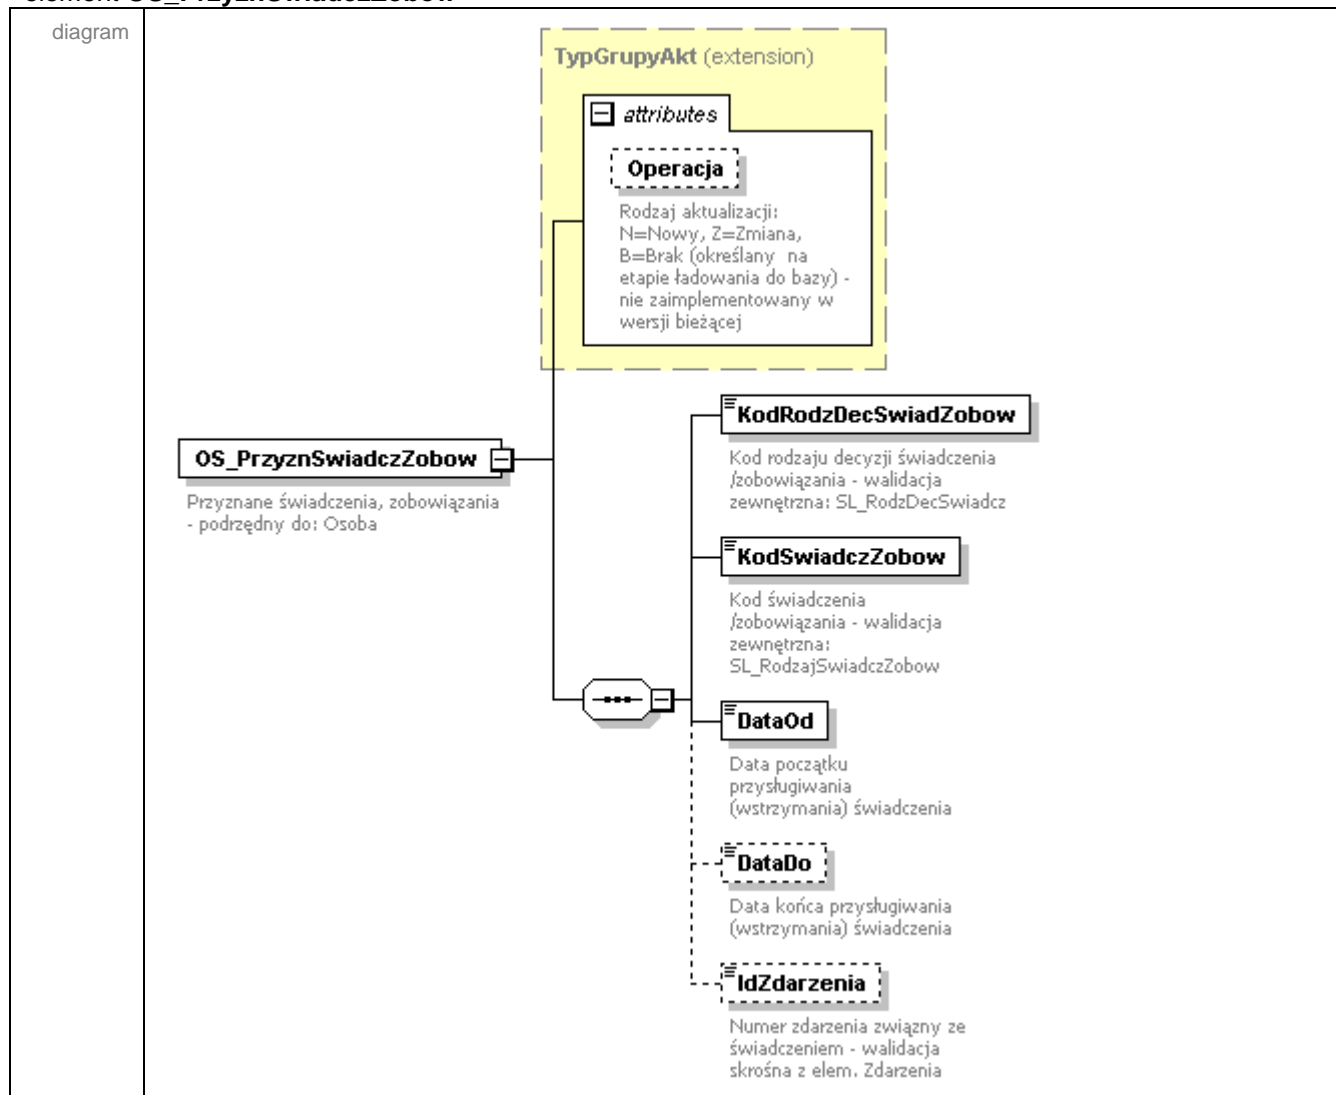 element OS_PrzyznSwiadczZobow
diagram
TypGrupyAkt (extension)
attributes
Operacja
Rodzaj aktualizacji:
N=Nowy, Z=Zmiana,
B=Brak (określany na
etapie ładowania do bazy) -
nie zaimplementowany w
wersji bieżącej
OS_PrzyznSwiadczZobow
Przyznane świadczenia, zobowiązania
- podrzędny do: Osoba
KodRodzDecSwiadZobow
Kod rodzaju decyzji świadczenia
/zobowiązania - walidacja
zewnętrzna: SL_RodzDecSwiadcz
KodSwiadczZobow
Kod świadczenia
/zobowiązania - walidacja
zewnętrzna:
SL_RodzajSwiadczZobow
DataOd
Data początku
przysługiwania
(wstrzymania) świadczenia
DataDo
Data końca przysługiwania
(wstrzymania) świadczenia
IdZdarzenia
Numer zdarzenia związny ze
świadczeniem - walidacja
skrośna z elem. Zdarzenia